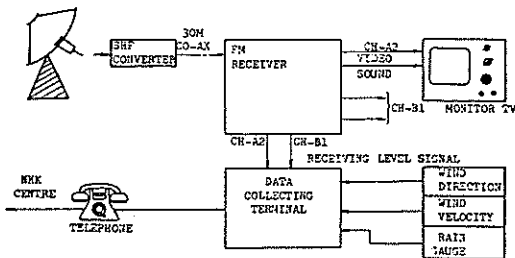 30M
CO-AX
SHF
CONVERTER
FM
RECEIVER
CH-A2
VIDEO
SOUND
CH-B1
MONITOR TV
CH-A2
CH-B1
RECEIVING LEVEL SIGNAL
NHK
CENTRE
TELEPHONE
DATA
COLLECTING
TERMINAL
WIND
DIRECTION
WIND
VELOCITY
RAIN
GAUGE